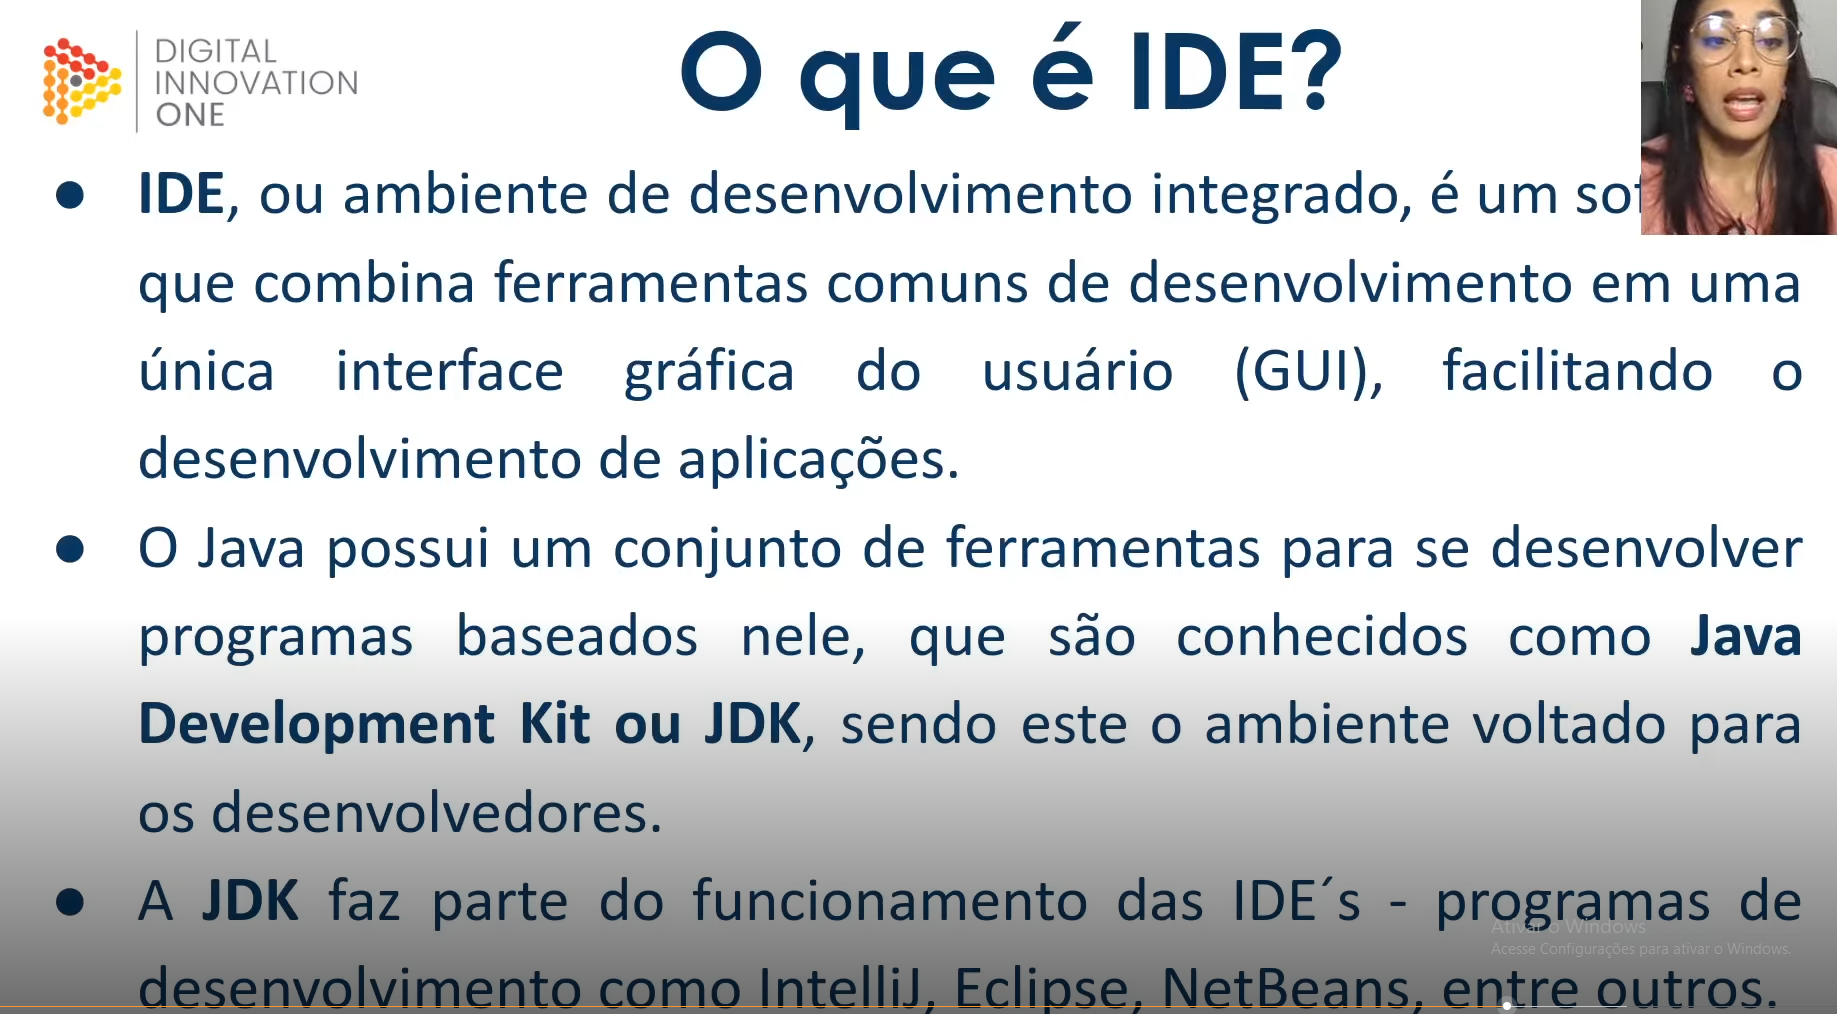 DIGITAL
INNOVATION
ONE
O que é IDE?
● IDE, ou ambiente de desenvolvimento integrado, é um
que combina ferramentas comuns de desenvolvimento em uma
única interface gráfica do usuário (GUI), facilitando o
desenvolvimento de aplicações.
● O Java possui um conjunto de ferramentas para se desenvolver
programas baseados nele, que são conhecidos como Java
Development Kit ou JDK, sendo este o ambiente voltado para
os desenvolvedores.
● A JDK faz parte do funcionamento das IDE´s - programas de
desenvolvimento como IntelliJ, Eclipse, NetBeans, entre outros.
Ativar o Windows
Acesse Configurações para ativar o Windows.